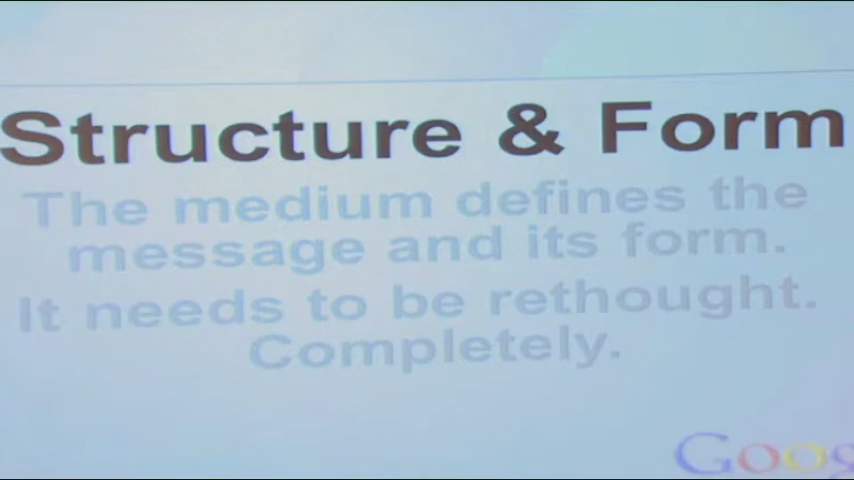 Structure & Form
The medium defines the
message and its form.
It needs to be rethought.
Completely.
Goog